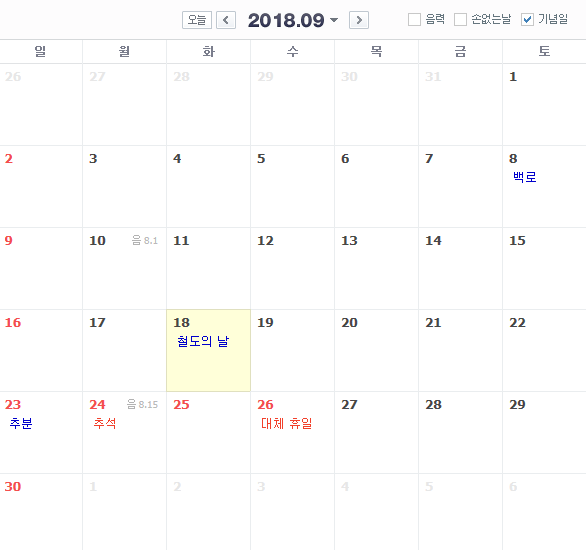 오늘 2018.09 음력 손없는날 기념일
일 월 화 수 목 금 토
26 27 28 29 30 31 1
2 3 4 5 6 7 8
백로
9 10 음 8.1 11 12 13 14 15
16 17 18 19 20 21 22
철도의 날
23 24 음 8.15 25 26 27 28 29
추분 추석 대체 휴일
30 1 2 3 4 5 6